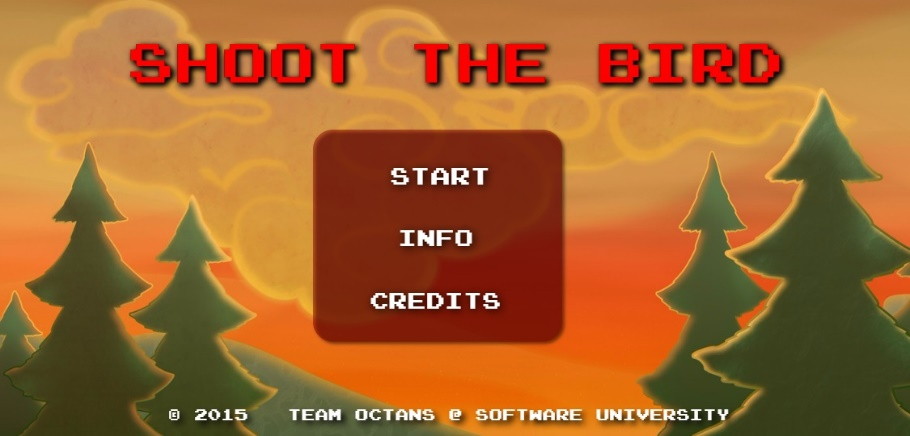 SHOOT THE BIRD
START
INFO
CREDITS
© 2015 TEAM OCTANS @ SOFTWARE UNIVERSITY